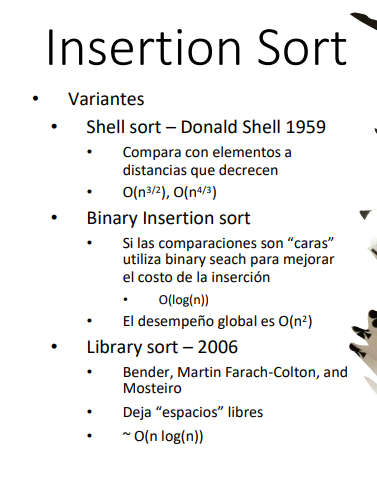 Insertion Sort
• Variantes
• Shell sort – Donald Shell 1959
• Compara con elementos a
distancias que decrecen
• O(n^3/2), O(n^4/3)
• Binary Insertion sort
• Si las comparaciones son “caras”
utiliza binary seach para mejorar
el costo de la inserción
• O(log(n))
• El desempeño global es O(n²)
• Library sort – 2006
• Bender, Martin Farach-Colton, and
Mosteiro
• Deja “espacios” libres
• ~ O(n log(n))